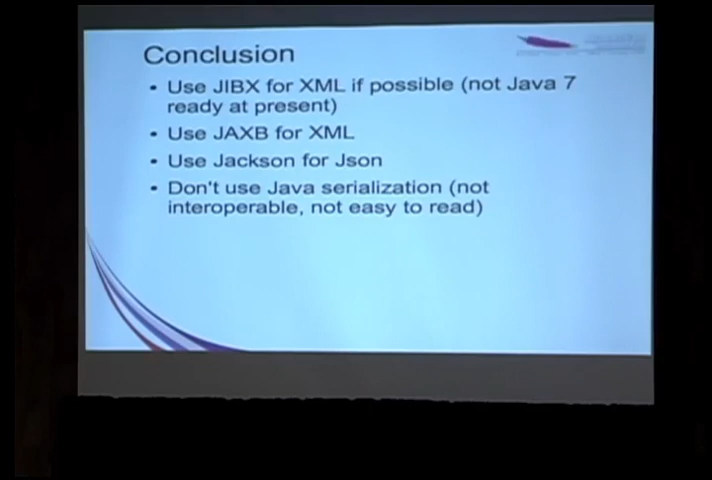 Conclusion
• Use JIBX for XML if possible (not Java 7
ready at present)
• Use JAXB for XML
• Use Jackson for Json
• Don't use Java serialization (not
interoperable, not easy to read)